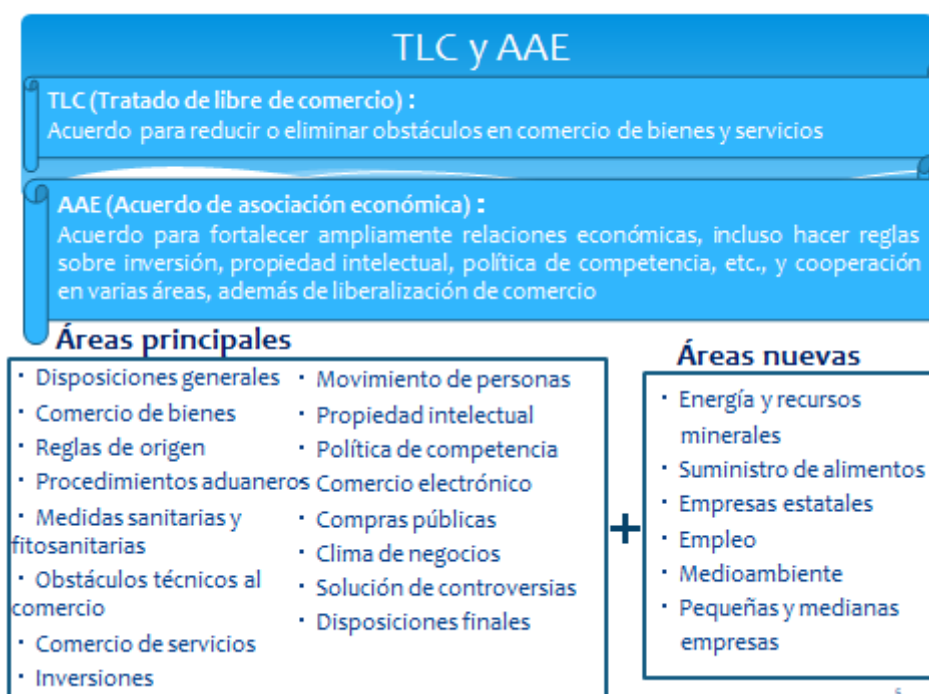 TLC y AAE
TLC (Tratado de libre de comercio) :
Acuerdo para reducir o eliminar obstáculos en comercio de bienes y servicios
AAE (Acuerdo de asociación económica) :
Acuerdo para fortalecer ampliamente relaciones económicas, incluso hacer reglas
sobre inversión, propiedad intelectual, política de competencia, etc., y cooperación
en varias áreas, además de liberalización de comercio
Áreas principales
・ Disposiciones generales
・ Comercio de bienes
・ Reglas de origen
・ Procedimientos aduaneros
・ Medidas sanitarias y
fitosanitarias
・ Obstáculos técnicos al
comercio
・ Comercio de servicios
・ Inversiones
・ Movimiento de personas
・ Propiedad intelectual
・ Política de competencia
・ Comercio electrónico
・ Compras públicas
・ Clima de negocios
・ Solución de controversias
・ Disposiciones finales
+
Áreas nuevas
・ Energía y recursos
minerales
・ Suministro de alimentos
・ Empresas estatales
・ Empleo
・ Medioambiente
・ Pequeñas y medianas
empresas